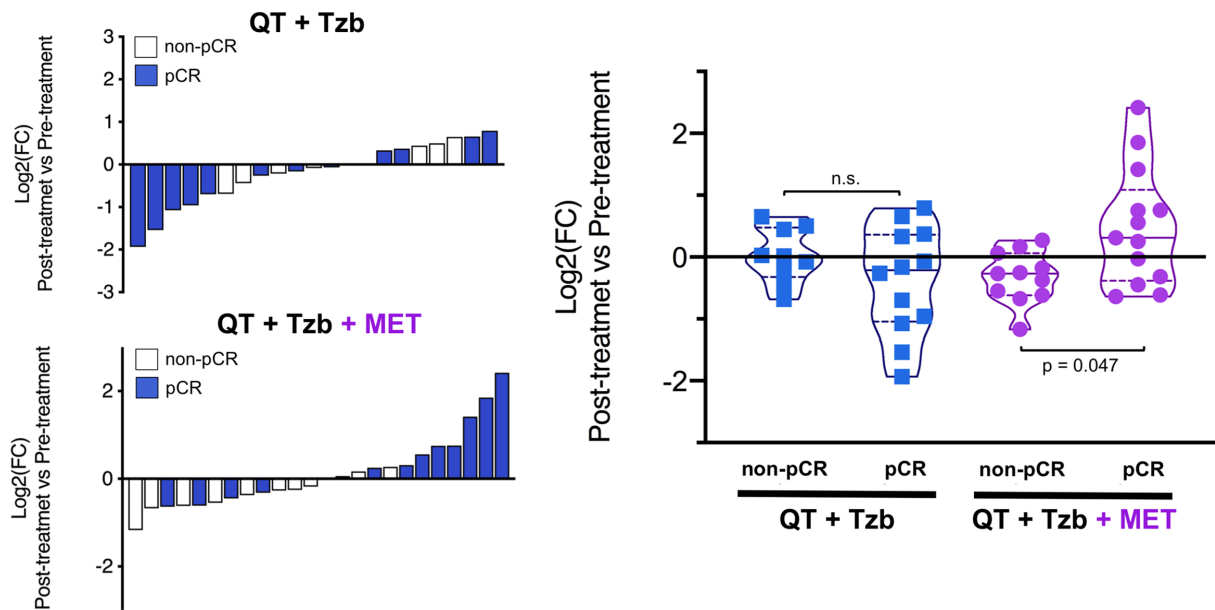 QT + Tzb
Log2(FC)
Post-treatmet vs Pre-treatment
3
2
1
0
-1
-2
-3
non-pCR
pCR
QT + Tzb + MET
Log2(FC)
Post-treatmet vs Pre-treatment
2
0
-2
non-pCR
pCR
Log2(FC)
Post-treatmet vs Pre-treatment
2
0
-2
n.s.
p = 0.047
non-pCR pCR non-pCR pCR
QT + Tzb QT + Tzb + MET